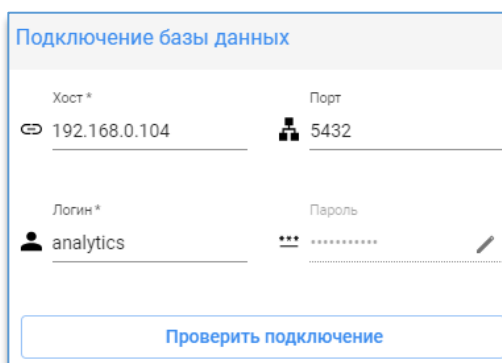 Подключение базы данных
Хост *
Порт
192.168.0.104
5432
Логин *
Пароль
analytics
•••••••••••
Проверить подключение